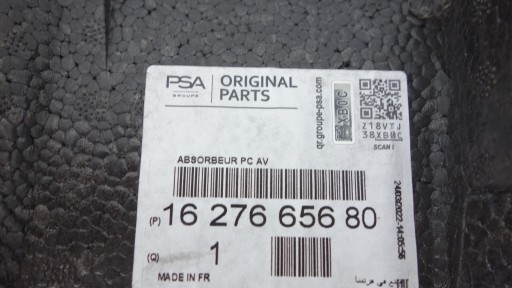 PSA
GROUPE
ORIGINAL
PARTS
qr.groupe-psa.com
XB0C
Z18VTJ
38XB0C
SCAN !
ABSORBEUR PC AV
(P) 16 276 656 80
(Q) 1
MADE IN FR
24/03/2022-14:05:56
في فرنسا